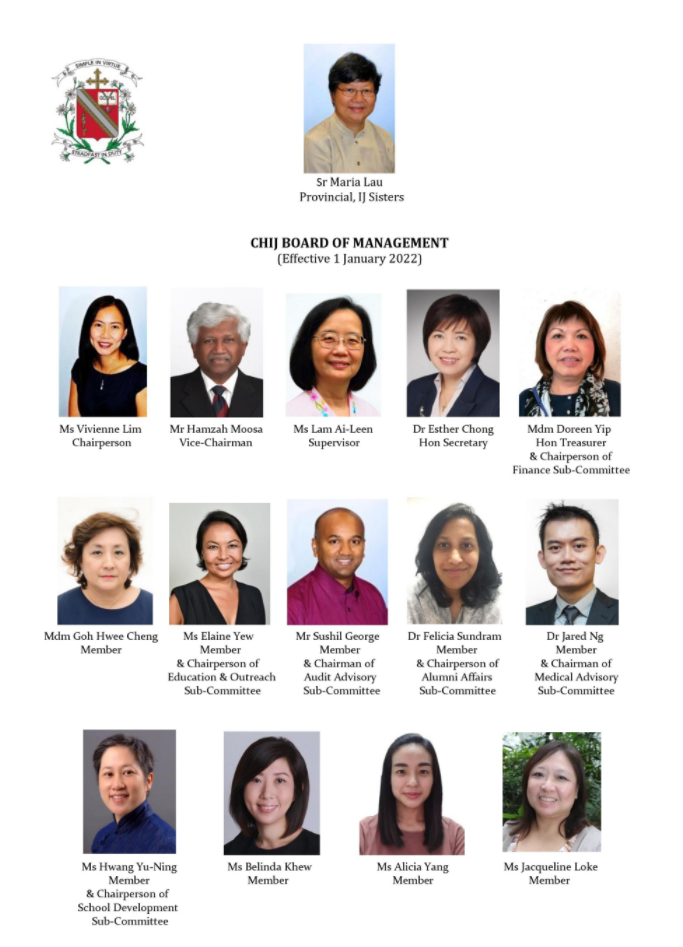 SIMPLE IN VIRTUE
STEADFAST IN DUTY
Sr Maria Lau
Provincial, IJ Sisters
CHIJ BOARD OF MANAGEMENT
(Effective 1 January 2022)
Ms Vivienne Lim
Chairperson
Mr Hamzah Moosa
Vice-Chairman
Ms Lam Ai-Leen
Supervisor
Dr Esther Chong
Hon Secretary
Mdm Doreen Yip
Hon Treasurer
& Chairperson of
Finance Sub-Committee
Mdm Goh Hwee Cheng
Member
Ms Elaine Yew
Member
& Chairperson of
Education & Outreach
Sub-Committee
Mr Sushil George
Member
& Chairman of
Audit Advisory
Sub-Committee
Dr Felicia Sundram
Member
& Chairperson of
Alumni Affairs
Sub-Committee
Dr Jared Ng
Member
& Chairman of
Medical Advisory
Sub-Committee
Ms Hwang Yu-Ning
Member
& Chairperson of
School Development
Sub-Committee
Ms Belinda Khew
Member
Ms Alicia Yang
Member
Ms Jacqueline Loke
Member